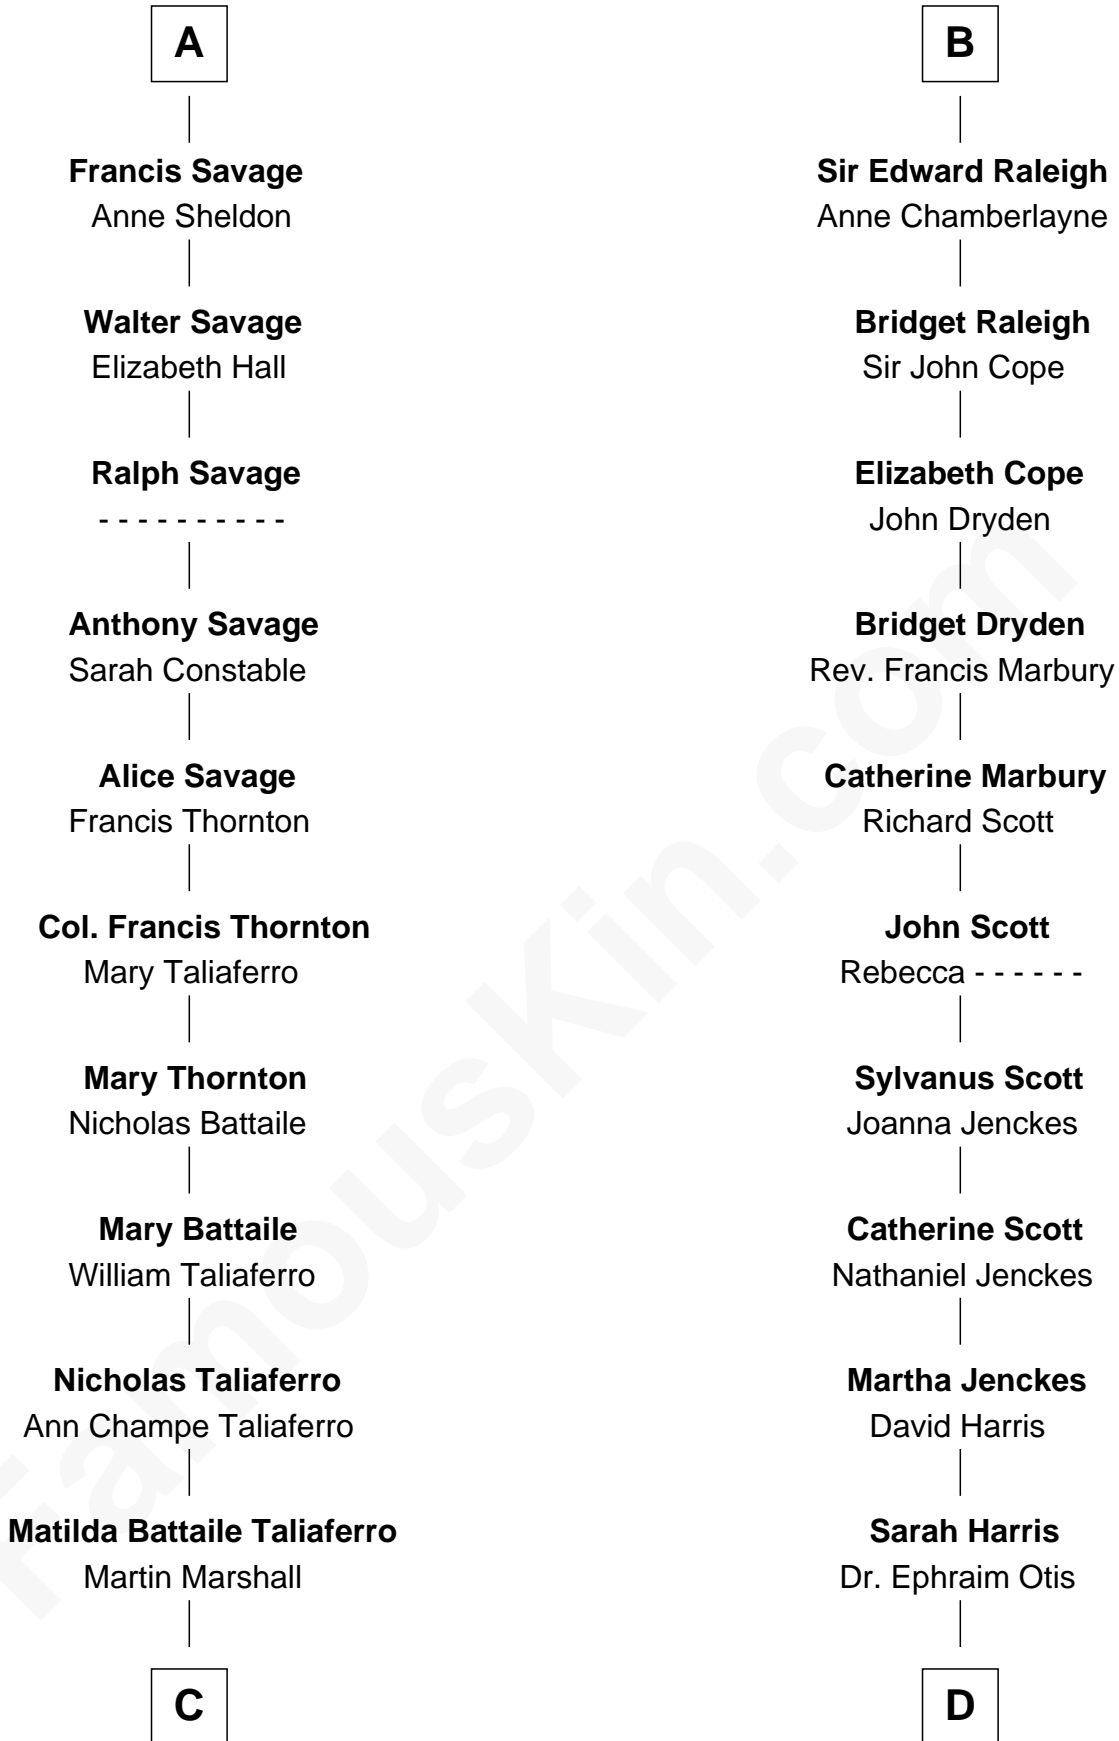 A
Francis Savage
Anne Sheldon
Walter Savage
Elizabeth Hall
Ralph Savage
- - - - - - - - - -
Anthony Savage
Sarah Constable
Alice Savage
Francis Thornton
Col. Francis Thornton
Mary Taliaferro
Mary Thornton
Nicholas Battaile
Mary Battaile
William Taliaferro
Nicholas Taliaferro
Ann Champe Taliaferro
Matilda Battaile Taliaferro
Martin Marshall
C
B
Sir Edward Raleigh
Anne Chamberlayne
Bridget Raleigh
Sir John Cope
Elizabeth Cope
John Dryden
Bridget Dryden
Rev. Francis Marbury
Catherine Marbury
Richard Scott
John Scott
Rebecca - - - - - -
Sylvanus Scott
Joanna Jenckes
Catherine Scott
Nathaniel Jenckes
Martha Jenckes
David Harris
Sarah Harris
Dr. Ephraim Otis
D
FamousKin.com